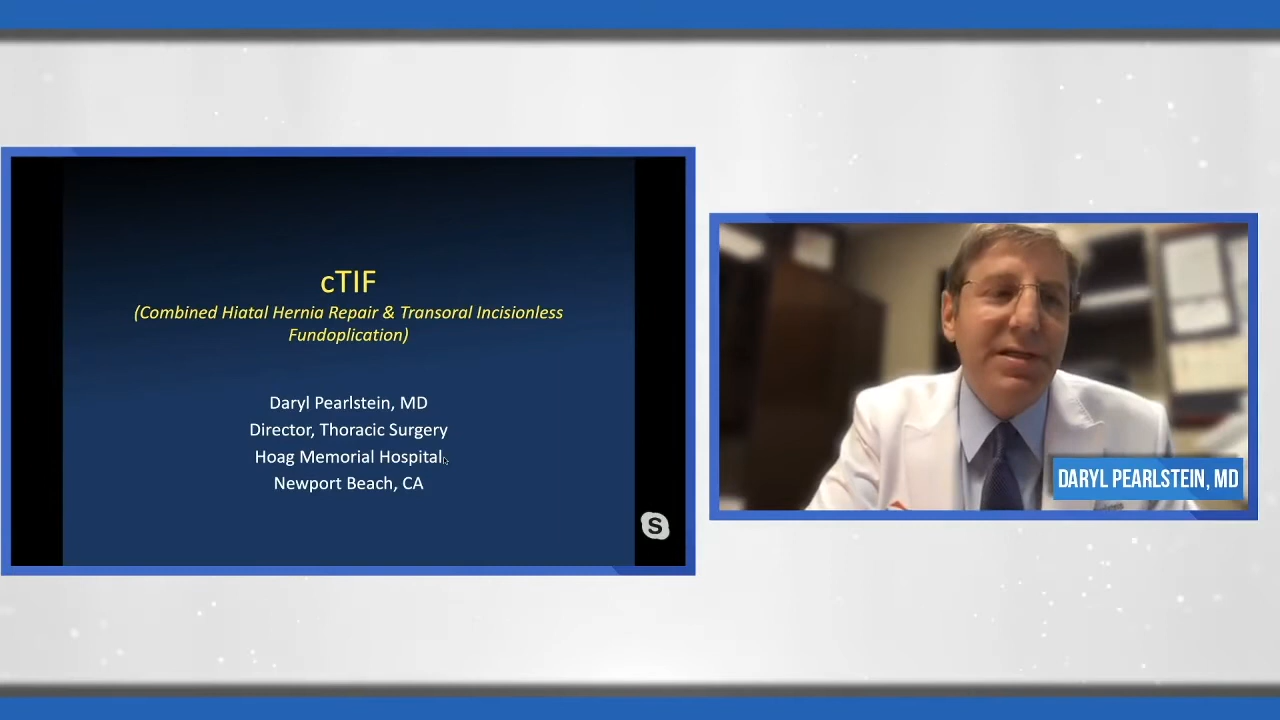 cTIF
(Combined Hiatal Hernia Repair & Transoral Incisionless
Fundoplication)
Daryl Pearlstein, MD
Director, Thoracic Surgery
Hoag Memorial Hospital
Newport Beach, CA
S
DARYL PEARLSTEIN, MD